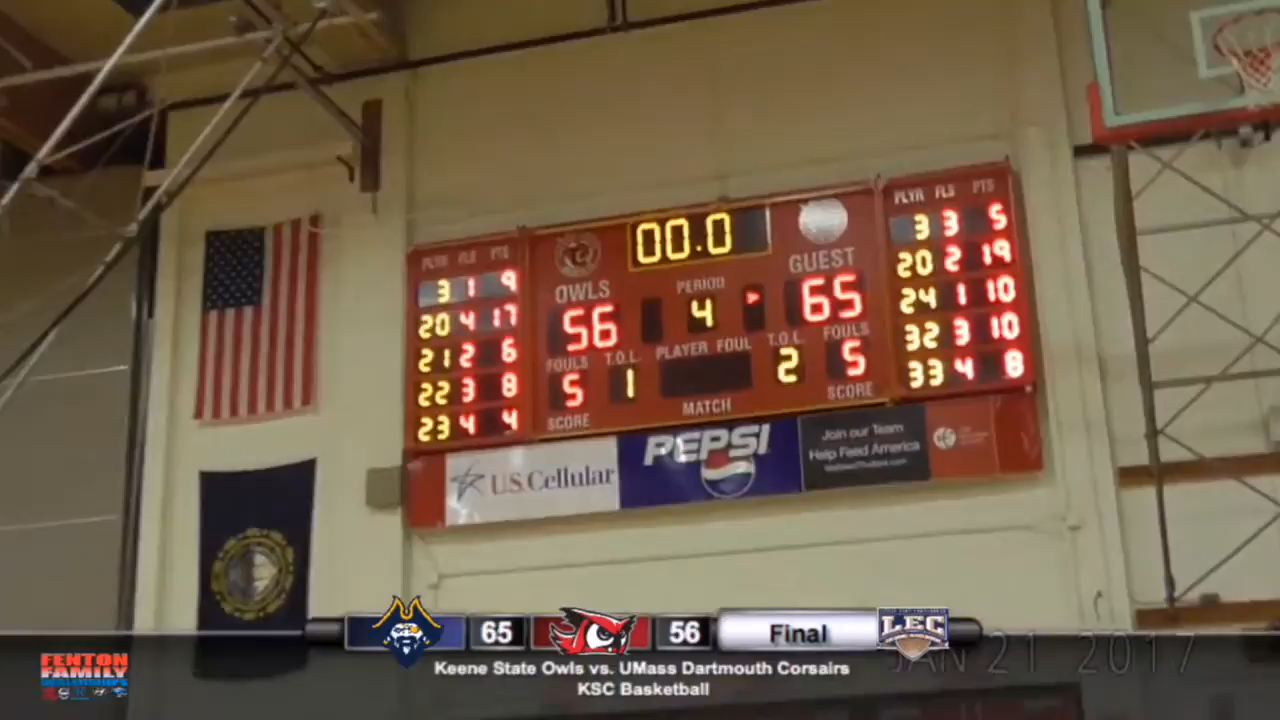 00.0
OWLS
PERIOD
GUEST
56
4
65
FOULS
T.O.L.
PLAYER FOUL
T.O.L.
FOULS
5
1
2
5
SCORE
MATCH
SCORE
PLYR FLS PTS
3 1 9
20 4 17
21 2 6
22 3 8
23 4 4
PLYR FLS PTS
3 3 5
20 2 19
24 1 10
32 3 10
33 4 8
U.S. Cellular
PEPSI
Join our Team
Help Feed America
65
56
Final
LEC
JAN 21 2017
Keene State Owls vs. UMass Dartmouth Corsairs
KSC Basketball
FENTON
FAMILY
DEALERSHIPS